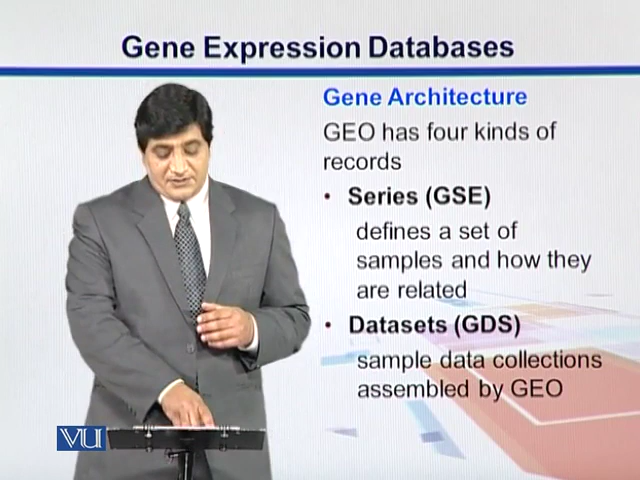 Gene Expression Databases
Gene Architecture
GEO has four kinds of
records
• Series (GSE)
defines a set of
samples and how they
are related
• Datasets (GDS)
sample data collections
assembled by GEO
VU